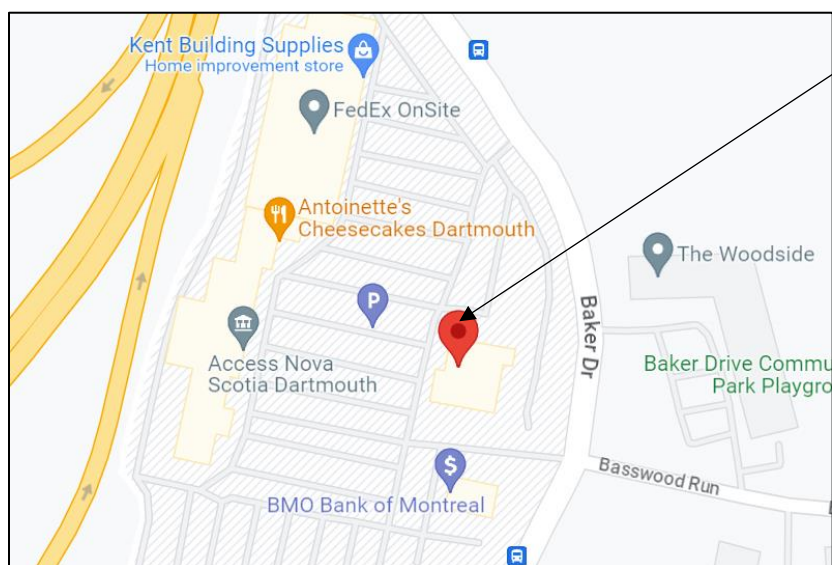 Kent Building Supplies
Home improvement store
FedEx OnSite
Antoinette's
Cheesecakes Dartmouth
The Woodside
P
Baker Dr
Access Nova
Scotia Dartmouth
Baker Drive Commu
Park Playgro
$
BMO Bank of Montreal
Basswood Run